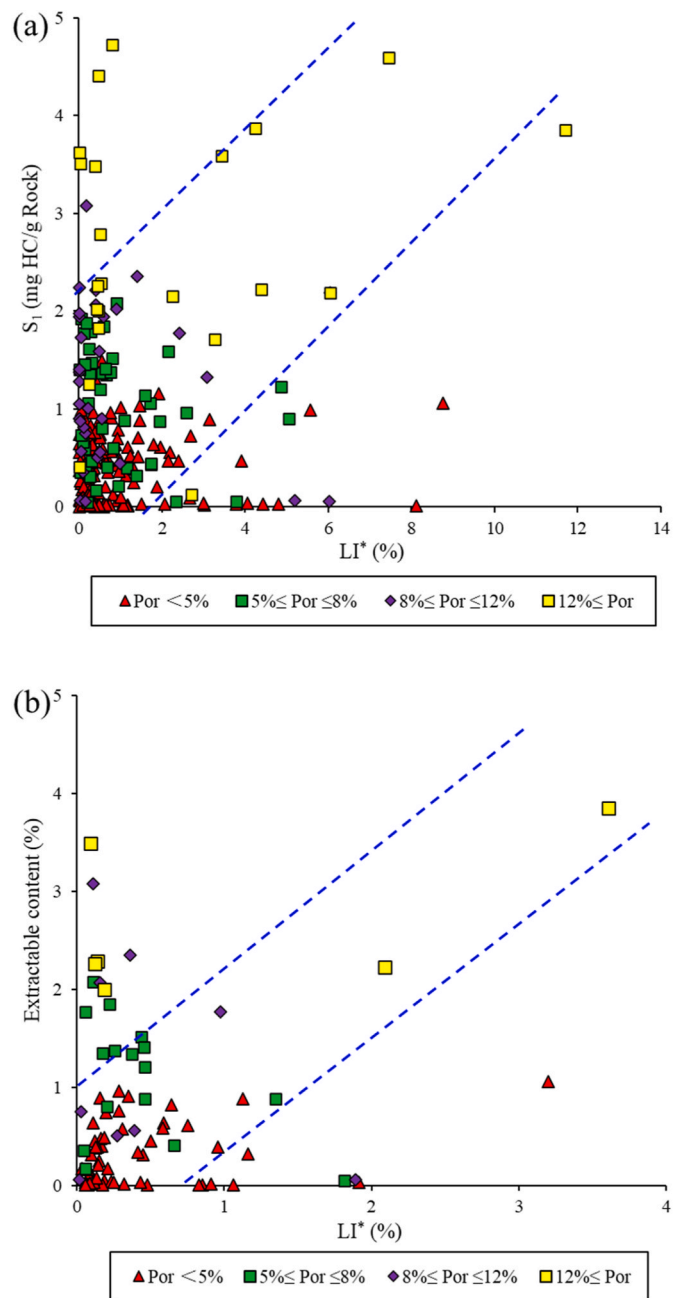 (a)
5
4
3
2
1
0
S₁ (mg HC/g Rock)
0 2 4 6 8 10 12 14
LI* (%)
Por <5% 5%≤ Por ≤8% 8%≤ Por ≤12% 12%≤ Por
(b)
5
4
3
2
1
0
Extractable content (%)
0 1 2 3 4
LI* (%)
Por <5% 5%≤ Por ≤8% 8%≤ Por ≤12% 12%≤ Por